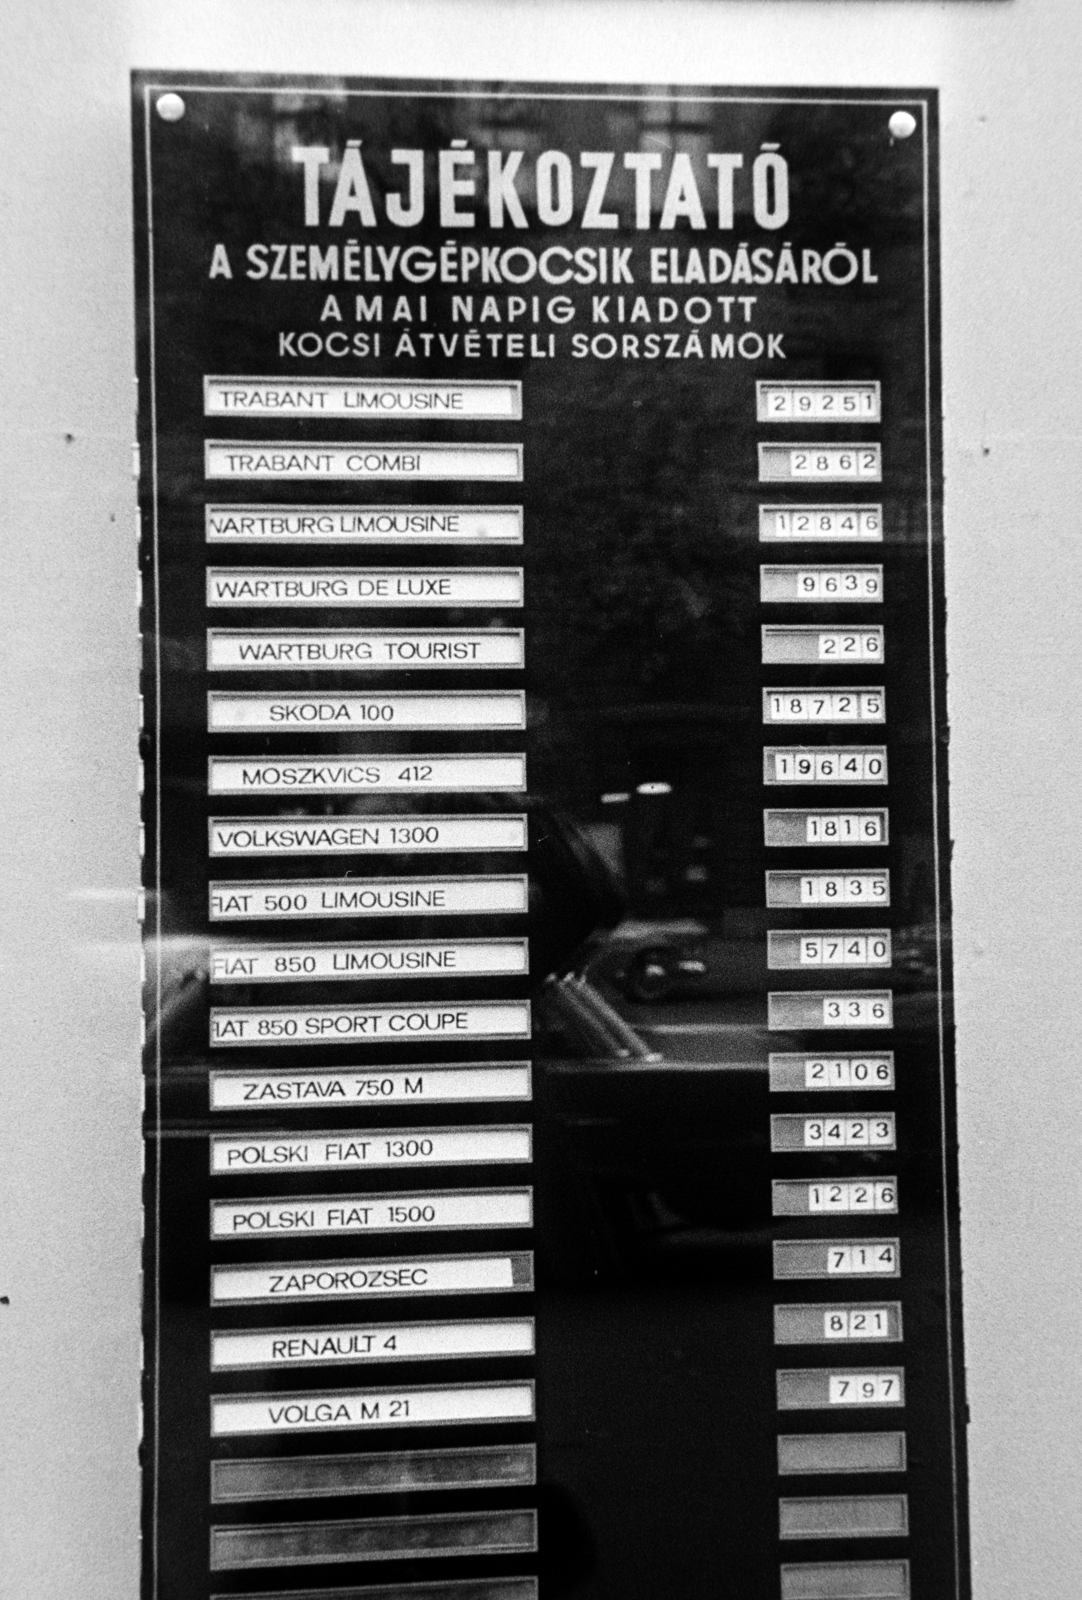 TÁJÉKOZTATÓ
A SZEMÉLYGÉPKOCSIK ELADÁSÁRÓL
A MAI NAPIG KIADOTT
KOCSI ÁTVÉTELI SORSZÁMOK
TRABANT LIMOUSINE 29251
TRABANT COMBI 2862
WARTBURG LIMOUSINE 12846
WARTBURG DE LUXE 9639
WARTBURG TOURIST 226
SKODA 100 18725
MOSZKVICS 412 19640
VOLKSWAGEN 1300 1816
FIAT 500 LIMOUSINE 1835
FIAT 850 LIMOUSINE 5740
IAT 850 SPORT COUPE 336
ZASTAVA 750 M 2106
POLSKI FIAT 1300 3423
POLSKI FIAT 1500 1226
ZAPOROZSEC 714
RENAULT 4 821
VOLGA M 21 797